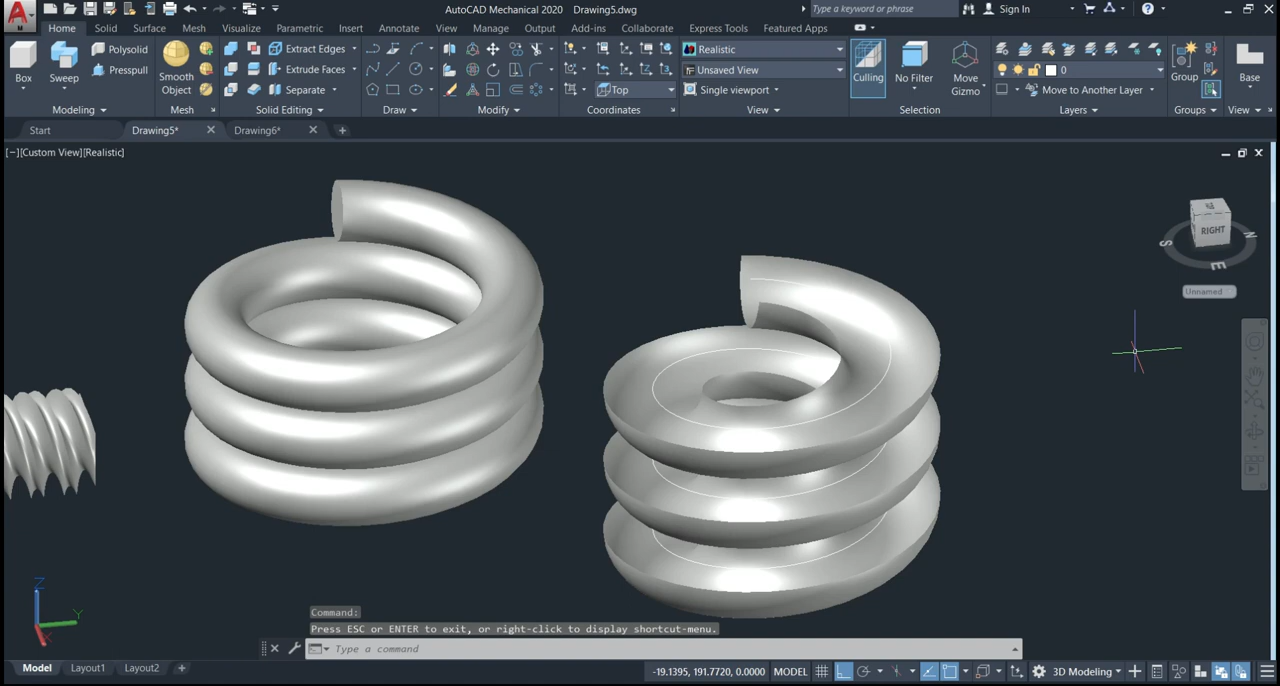 A AutoCAD Mechanical 2020 Drawing5.dwg Type a keyword or phrase Sign In
Home Solid Surface Mesh Visualize Parametric Insert Annotate View Manage Output Add-ins Collaborate Express Tools Featured Apps
Box Sweep Polysolid Presspull Smooth Object Extract Edges Extrude Faces Separate
Realistic
Unsaved View
Top Single viewport
Culling No Filter Move Gizmo
0
Move to Another Layer
Group Base
Modeling Mesh Solid Editing Draw Modify Coordinates View Selection Layers Groups View
Start Drawing5* Drawing6*
[−][Custom View][Realistic]
RIGHT
S N E
Unnamed
Z
Y
Command:
Press ESC or ENTER to exit, or right-click to display shortcut-menu.
Type a command
Model Layout1 Layout2 -19.1395, 191.7720, 0.0000 MODEL 3D Modeling